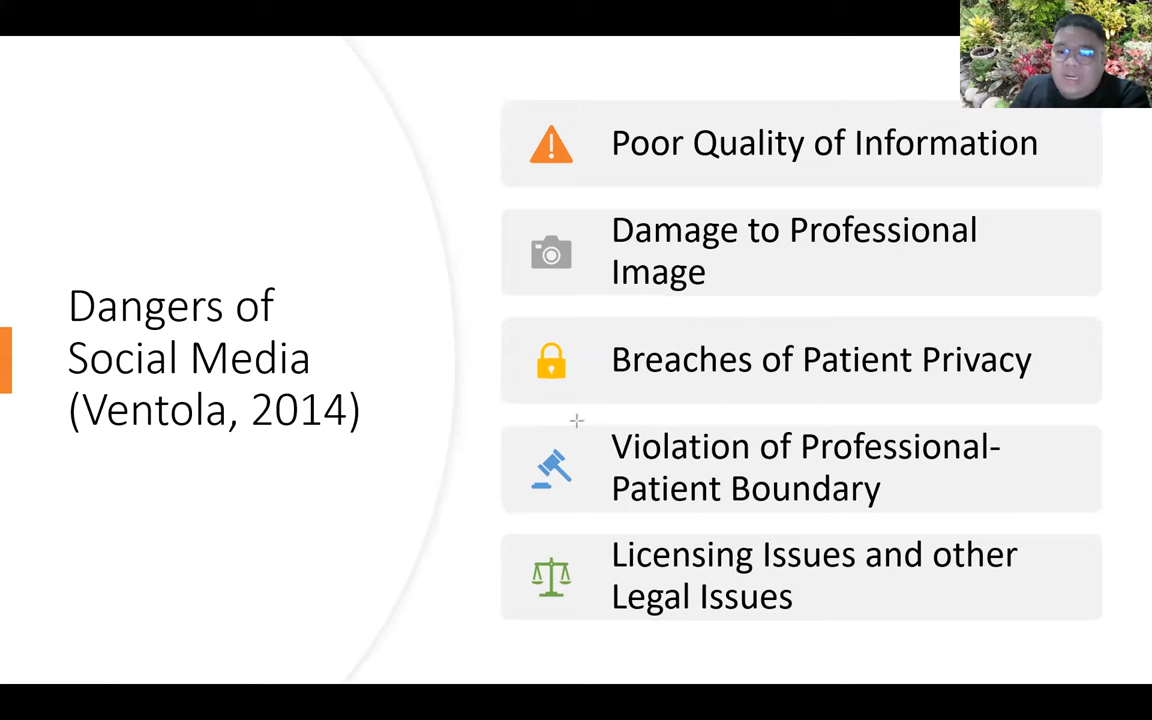 Dangers of
Social Media
(Ventola, 2014)
Poor Quality of Information
Damage to Professional
Image
Breaches of Patient Privacy
Violation of Professional-
Patient Boundary
Licensing Issues and other
Legal Issues